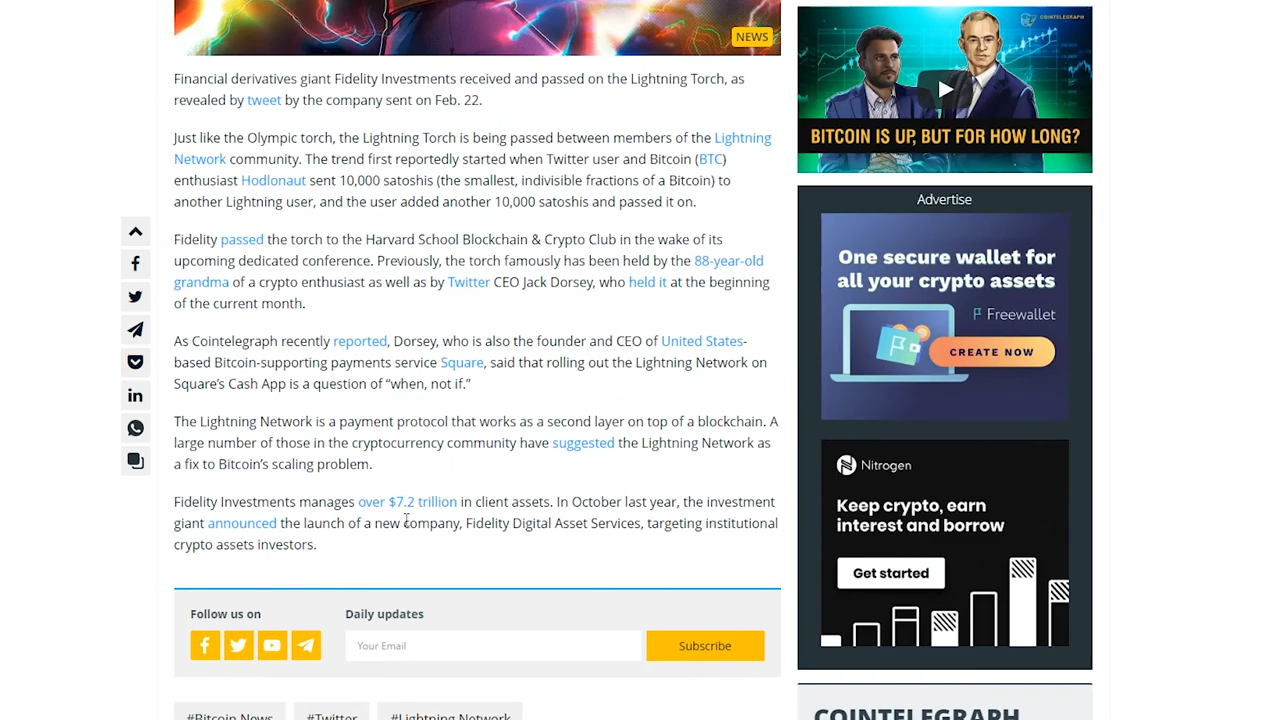 NEWS
Financial derivatives giant Fidelity Investments received and passed on the Lightning Torch, as
revealed by tweet by the company sent on Feb. 22.
Just like the Olympic torch, the Lightning Torch is being passed between members of the Lightning
Network community. The trend first reportedly started when Twitter user and Bitcoin (BTC)
enthusiast Hodlonaut sent 10,000 satoshis (the smallest, indivisible fractions of a Bitcoin) to
another Lightning user, and the user added another 10,000 satoshis and passed it on.
Fidelity passed the torch to the Harvard School Blockchain & Crypto Club in the wake of its
upcoming dedicated conference. Previously, the torch famously has been held by the 88-year-old
grandma of a crypto enthusiast as well as by Twitter CEO Jack Dorsey, who held it at the beginning
of the current month.
As Cointelegraph recently reported, Dorsey, who is also the founder and CEO of United States-
based Bitcoin-supporting payments service Square, said that rolling out the Lightning Network on
Square’s Cash App is a question of “when, not if.”
The Lightning Network is a payment protocol that works as a second layer on top of a blockchain. A
large number of those in the cryptocurrency community have suggested the Lightning Network as
a fix to Bitcoin’s scaling problem.
Fidelity Investments manages over $7.2 trillion in client assets. In October last year, the investment
giant announced the launch of a new company, Fidelity Digital Asset Services, targeting institutional
crypto assets investors.
Follow us on
Daily updates
Your Email
Subscribe
#Bitcoin News
#Twitter
#Lightning Network
COINTELEGRAPH
BITCOIN IS UP, BUT FOR HOW LONG?
Advertise
One secure wallet for
all your crypto assets
Freewallet
CREATE NOW
Nitrogen
Keep crypto, earn
interest and borrow
Get started
COINTELEGRAPH